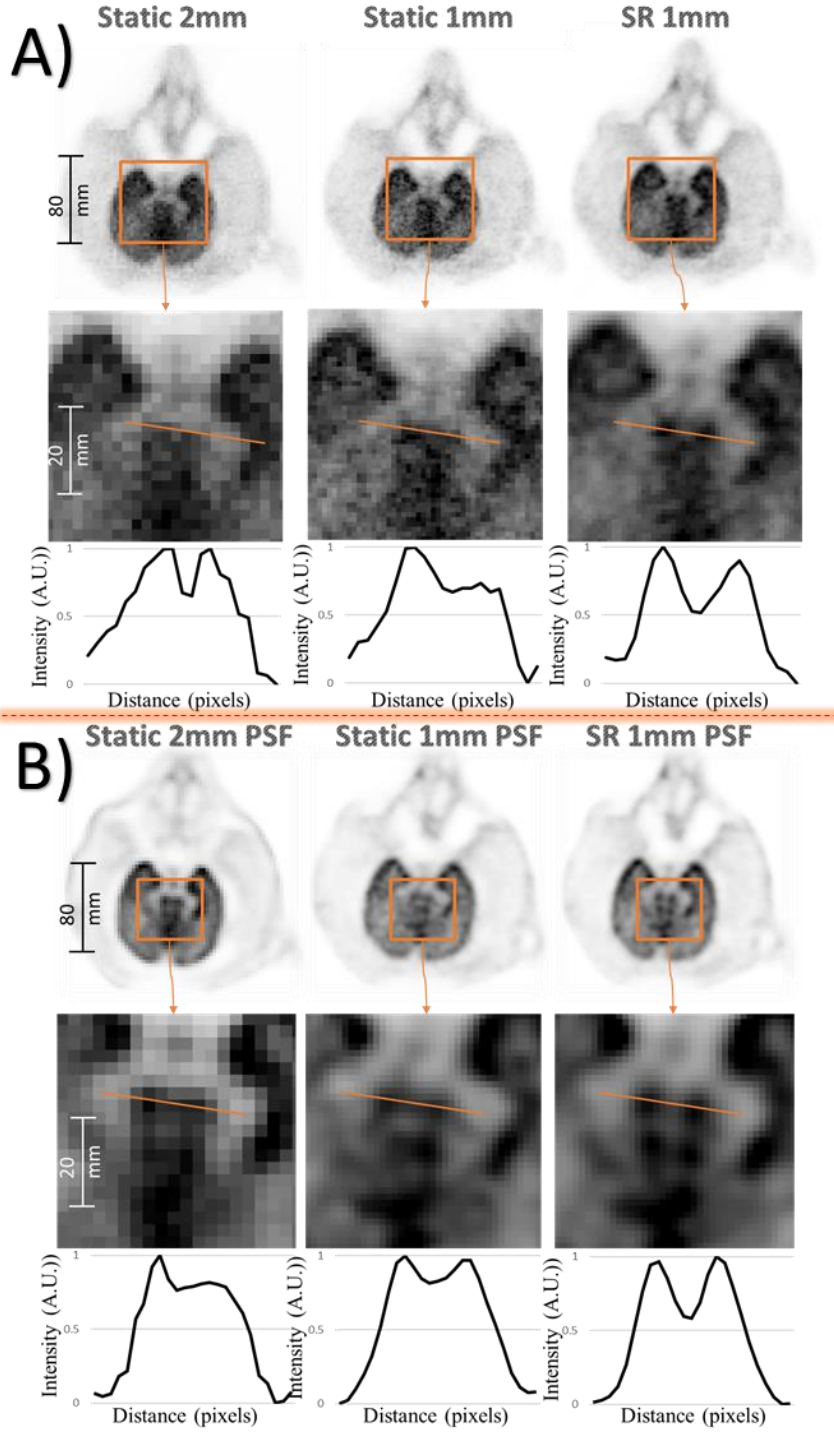 A)
Static 2mm
Static 1mm
SR 1mm
80
mm
20
mm
Intensity (A.U.))
1
0.5
0
Distance (pixels)
Intensity (A.U.))
1
0.5
0
Distance (pixels)
Intensity (A.U.))
1
0.5
0
Distance (pixels)
B)
Static 2mm PSF
Static 1mm PSF
SR 1mm PSF
80
mm
20
mm
Intensity (A.U.))
1
0.5
0
Distance (pixels)
Intensity (A.U.))
1
0.5
0
Distance (pixels)
Intensity (A.U.))
1
0.5
0
Distance (pixels)